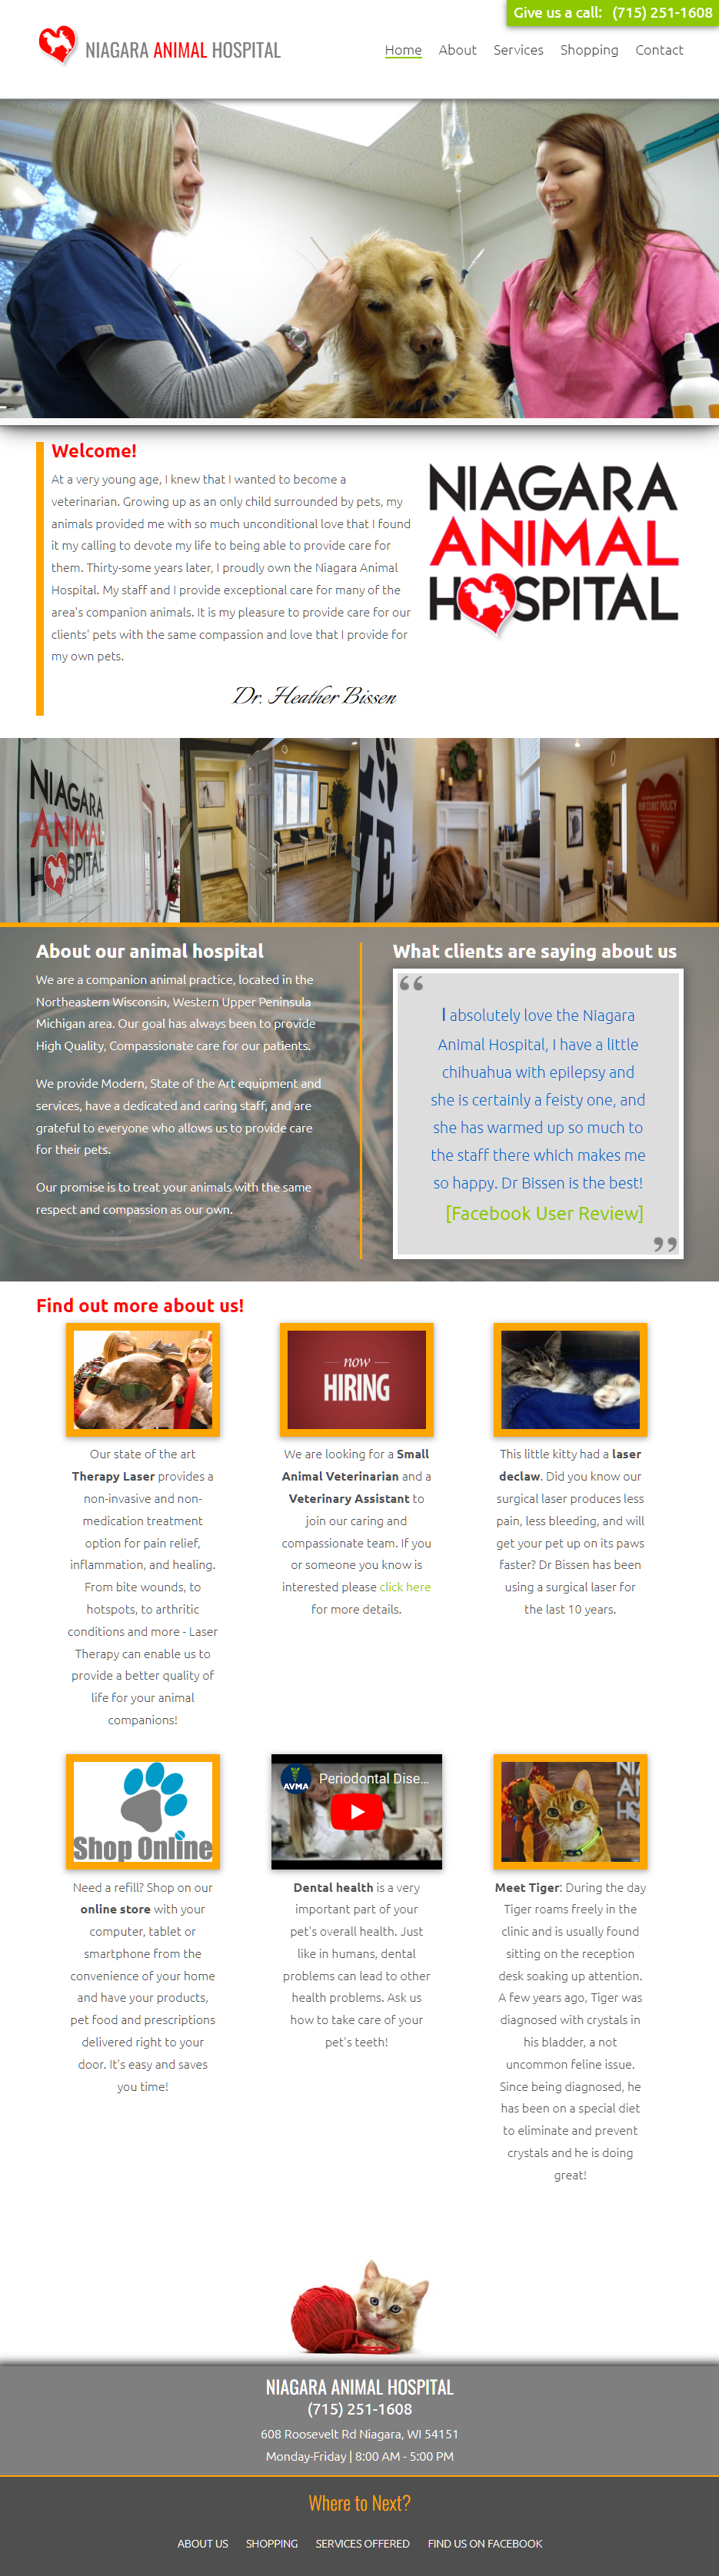 Give us a call: (715) 251-1608
NIAGARA ANIMAL HOSPITAL
Home About Services Shopping Contact
Welcome!
At a very young age, I knew that I wanted to become a
veterinarian. Growing up as an only child surrounded by pets, my
animals provided me with so much unconditional love that I found
it my calling to devote my life to being able to provide care for
them. Thirty-some years later, I proudly own the Niagara Animal
Hospital. My staff and I provide exceptional care for many of the
area's companion animals. It is my pleasure to provide care for our
clients' pets with the same compassion and love that I provide for
my own pets.
Dr. Heather Bissen
NIAGARA
ANIMAL
HOSPITAL
NIAGARA
ANIMAL
HOSPITAL
OUR CLINIC POLICY
About our animal hospital
We are a companion animal practice, located in the
Northeastern Wisconsin, Western Upper Peninsula
Michigan area. Our goal has always been to provide
High Quality, Compassionate care for our patients.
We provide Modern, State of the Art equipment and
services, have a dedicated and caring staff, and are
grateful to everyone who allows us to provide care
for their pets.
Our promise is to treat your animals with the same
respect and compassion as our own.
What clients are saying about us
“
I absolutely love the Niagara
Animal Hospital, I have a little
chihuahua with epilepsy and
she is certainly a feisty one, and
she has warmed up so much to
the staff there which makes me
so happy. Dr Bissen is the best!
[Facebook User Review]
”
Find out more about us!
Our state of the art
Therapy Laser provides a
non-invasive and non-
medication treatment
option for pain relief,
inflammation, and healing.
From bite wounds, to
hotspots, to arthritic
conditions and more - Laser
Therapy can enable us to
provide a better quality of
life for your animal
companions!
now
HIRING
We are looking for a Small
Animal Veterinarian and a
Veterinary Assistant to
join our caring and
compassionate team. If you
or someone you know is
interested please click here
for more details.
This little kitty had a laser
declaw. Did you know our
surgical laser produces less
pain, less bleeding, and will
get your pet up on its paws
faster? Dr Bissen has been
using a surgical laser for
the last 10 years.
Shop Online
Need a refill? Shop on our
online store with your
computer, tablet or
smartphone from the
convenience of your home
and have your products,
pet food and prescriptions
delivered right to your
door. It's easy and saves
you time!
AVMA
Periodontal Dise...
Dental health is a very
important part of your
pet's overall health. Just
like in humans, dental
problems can lead to other
health problems. Ask us
how to take care of your
pet's teeth!
Meet Tiger: During the day
Tiger roams freely in the
clinic and is usually found
sitting on the reception
desk soaking up attention.
A few years ago, Tiger was
diagnosed with crystals in
his bladder, a not
uncommon feline issue.
Since being diagnosed, he
has been on a special diet
to eliminate and prevent
crystals and he is doing
great!
NIAGARA ANIMAL HOSPITAL
(715) 251-1608
608 Roosevelt Rd Niagara, WI 54151
Monday-Friday | 8:00 AM - 5:00 PM
Where to Next?
ABOUT US SHOPPING SERVICES OFFERED FIND US ON FACEBOOK